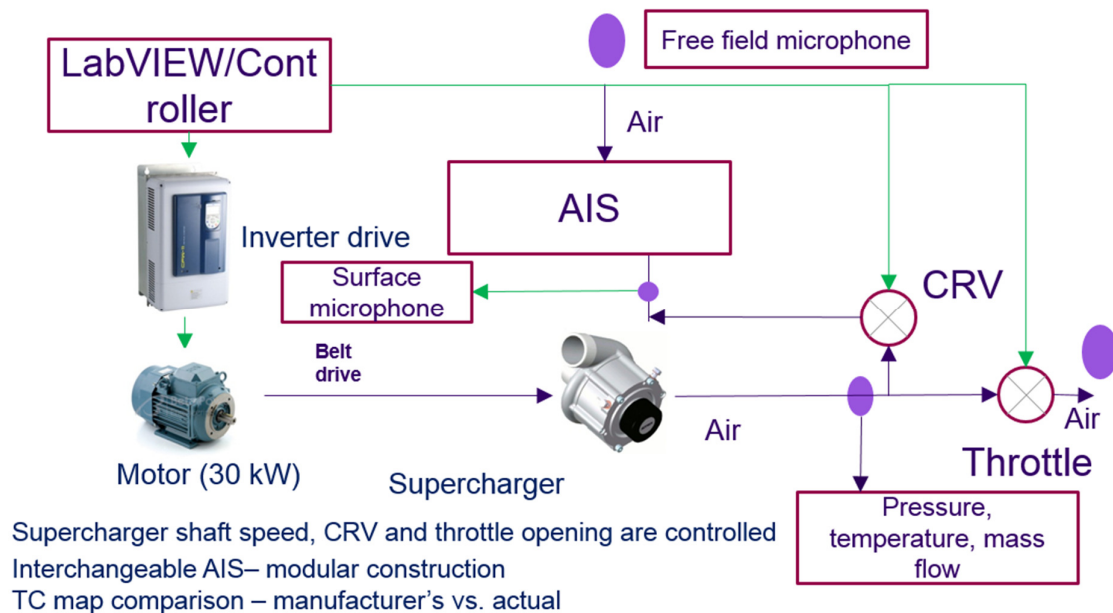 Free field microphone
LabVIEW/Cont
roller
Air
AIS
Inverter drive
Surface
microphone
CRV
Belt
drive
Air
Air
Motor (30 kW)
Supercharger
Throttle
Pressure,
temperature, mass
flow
Supercharger shaft speed, CRV and throttle opening are controlled
Interchangeable AIS– modular construction
TC map comparison – manufacturer's vs. actual